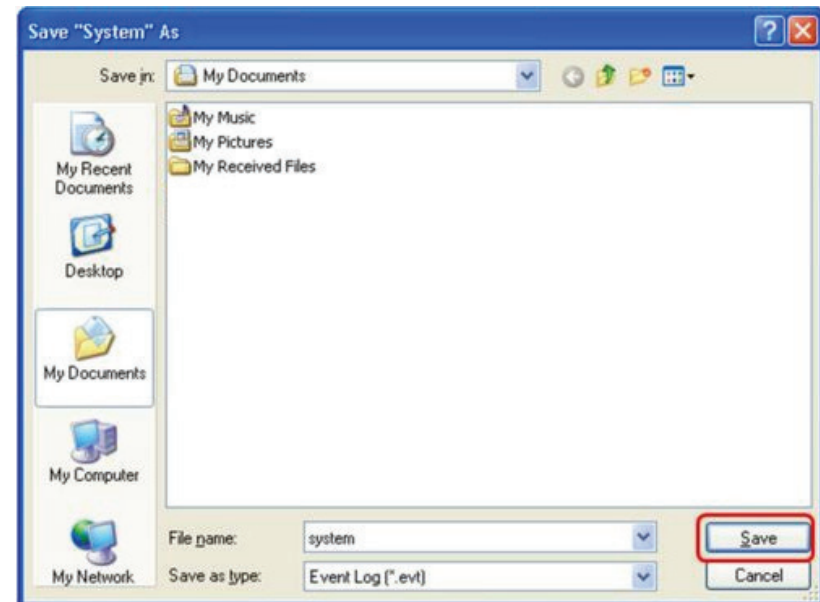 Save "System" As
Save in: My Documents
My Recent
Documents
Desktop
My Documents
My Computer
My Network
My Music
My Pictures
My Received Files
File name: system
Save
Save as type: Event Log (*.evt)
Cancel